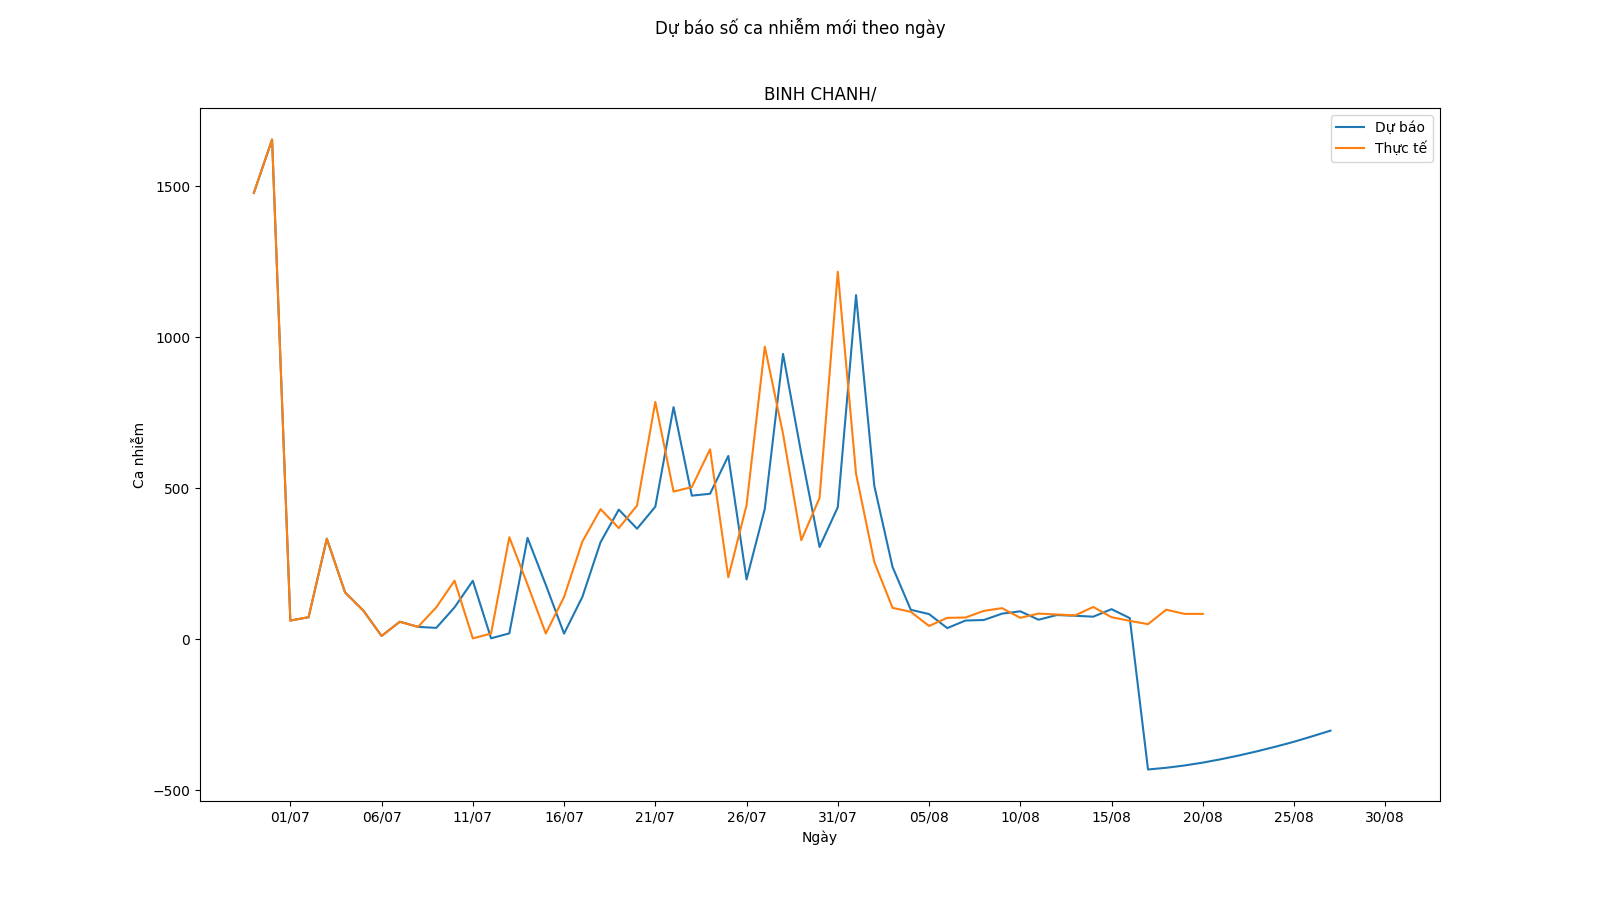 Dự báo số ca nhiễm mới theo ngày
BINH CHANH/
Dự báo
Thực tế
Ca nhiễm
1500
1000
500
0
−500
01/07 06/07 11/07 16/07 21/07 26/07 31/07 05/08 10/08 15/08 20/08 25/08 30/08
Ngày